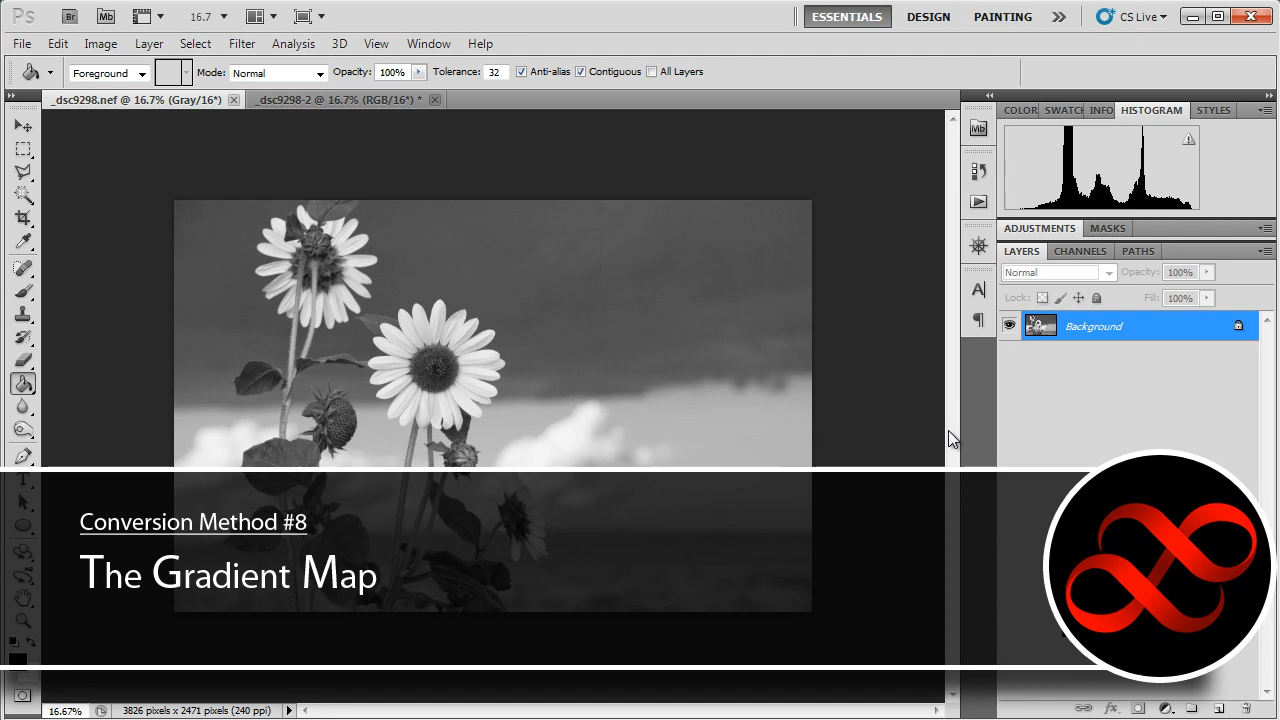 Ps Br Mb 16.7 ESSENTIALS DESIGN PAINTING CS Live
File Edit Image Layer Select Filter Analysis 3D View Window Help
Foreground Mode: Normal Opacity: 100% Tolerance: 32 Anti-alias Contiguous All Layers
_dsc9298.nef @ 16.7% (Gray/16*) _dsc9298-2 @ 16.7% (RGB/16*) *
COLOR SWATCH INFO HISTOGRAM STYLES
Mb
ADJUSTMENTS MASKS
LAYERS CHANNELS PATHS
Normal Opacity: 100%
Lock: Fill: 100%
Background
Conversion Method #8
The Gradient Map
16.67% 3826 pixels x 2471 pixels (240 ppi)